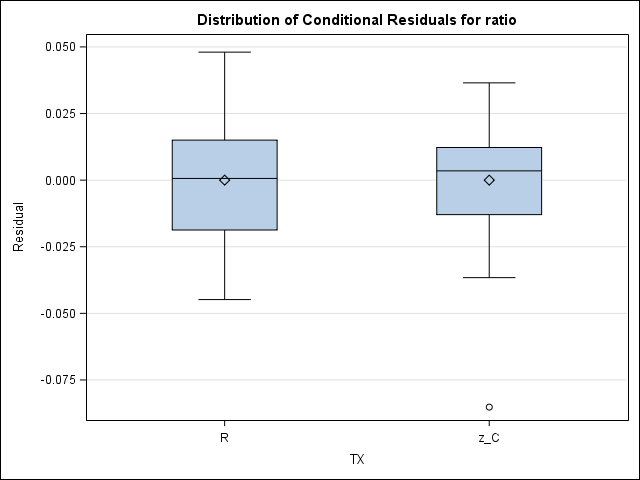 Distribution of Conditional Residuals for ratio
0.050
0.025
0.000
-0.025
-0.050
-0.075
Residual
R
z_C
TX